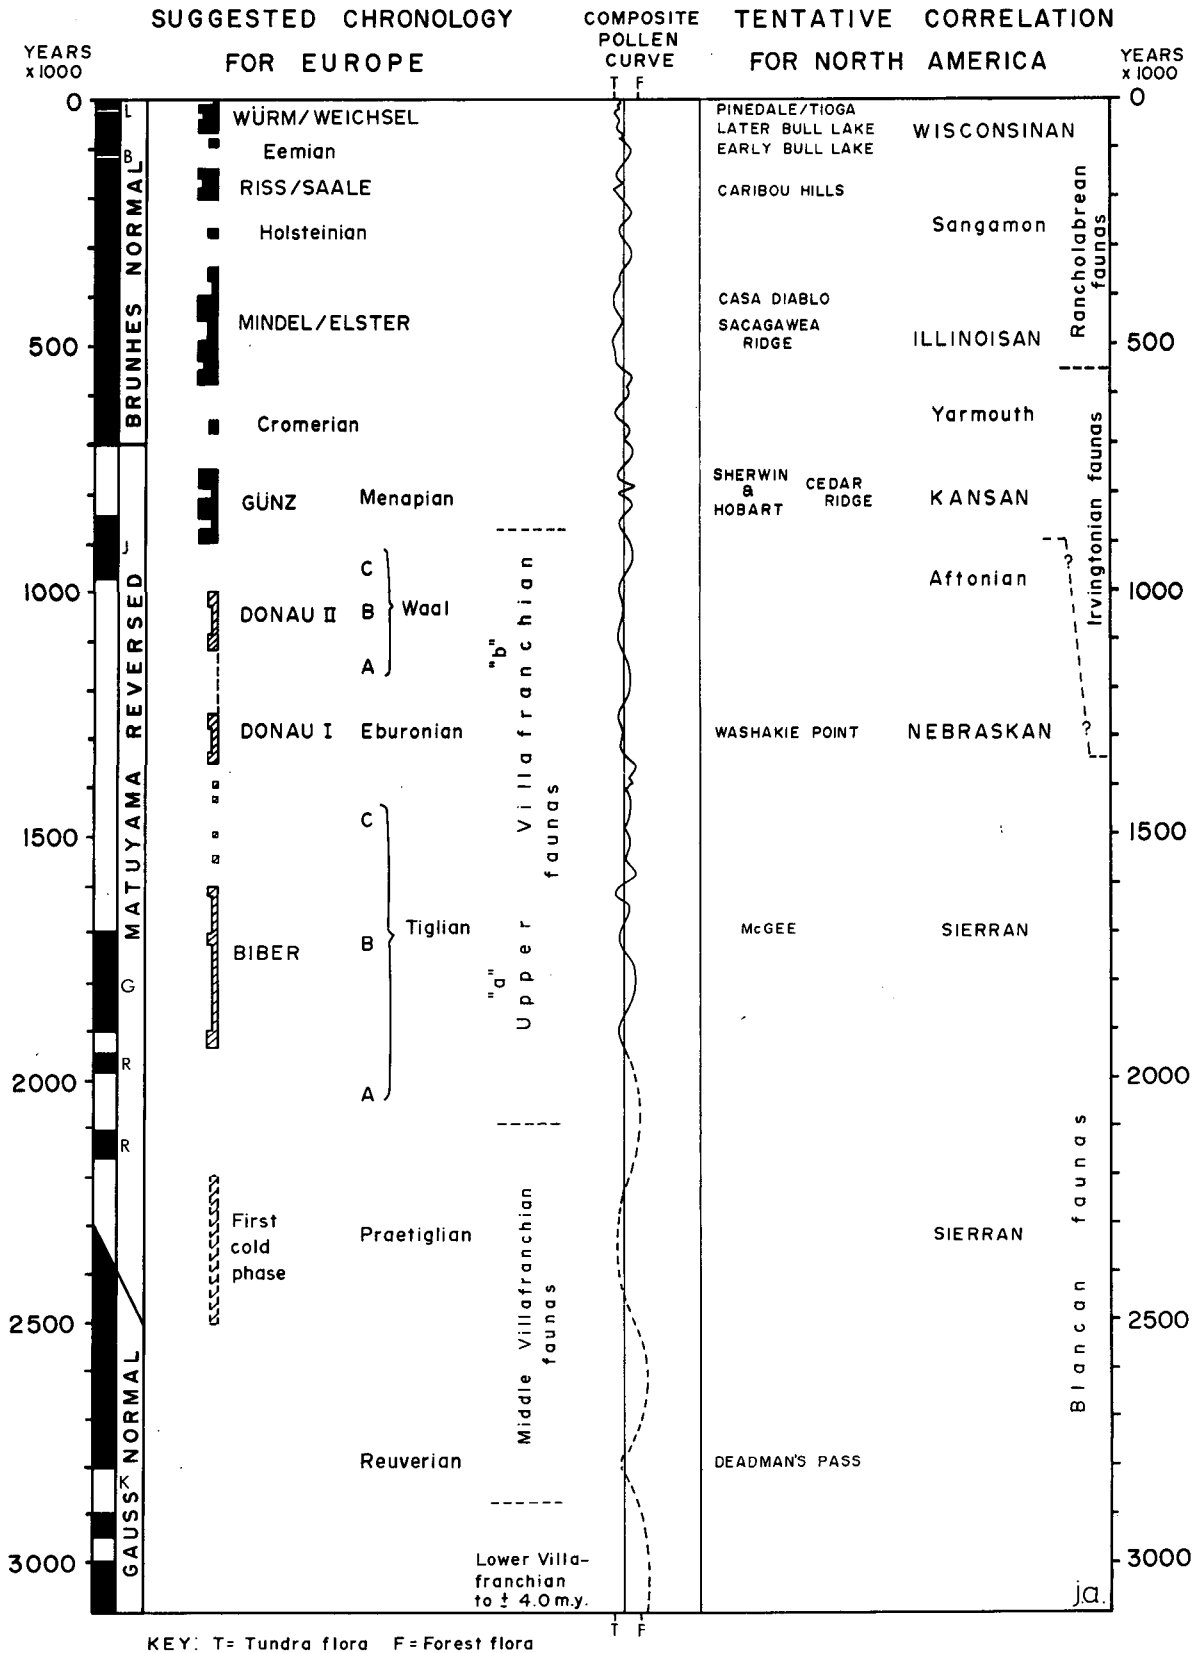 SUGGESTED CHRONOLOGY
FOR EUROPE
COMPOSITE
POLLEN
CURVE
TENTATIVE CORRELATION
FOR NORTH AMERICA
YEARS
x 1000
YEARS
x 1000
T F
0
500
1000
1500
2000
2500
3000
L
B
J
G
R
R
K
BRUNHES NORMAL
MATUYAMA REVERSED
GAUSS NORMAL
WÜRM/WEICHSEL
Eemian
RISS/SAALE
Holsteinian
MINDEL/ELSTER
Cromerian
GÜNZ
Menapian
DONAU II
C
B
A
Waal
DONAU I
Eburonian
BIBER
C
B
A
Tiglian
First
cold
phase
Praetiglian
Reuverian
"b"
"a"
Upper Villafranchian
faunas
Middle Villafranchian
faunas
Lower Villa-
franchian
to ± 4.0 m.y.
PINEDALE/TIOGA
LATER BULL LAKE
EARLY BULL LAKE
WISCONSINAN
CARIBOU HILLS
Sangamon
CASA DIABLO
SACAGAWEA
RIDGE
ILLINOISAN
Yarmouth
SHERWIN
&
HOBART
CEDAR
RIDGE
KANSAN
Aftonian
WASHAKIE POINT
NEBRASKAN
McGEE
SIERRAN
SIERRAN
DEADMAN'S PASS
Rancholabrean
faunas
Irvingtonian faunas
?
?
Blancan faunas
0
500
1000
1500
2000
2500
3000
j.a.
T F
KEY: T= Tundra flora F= Forest flora